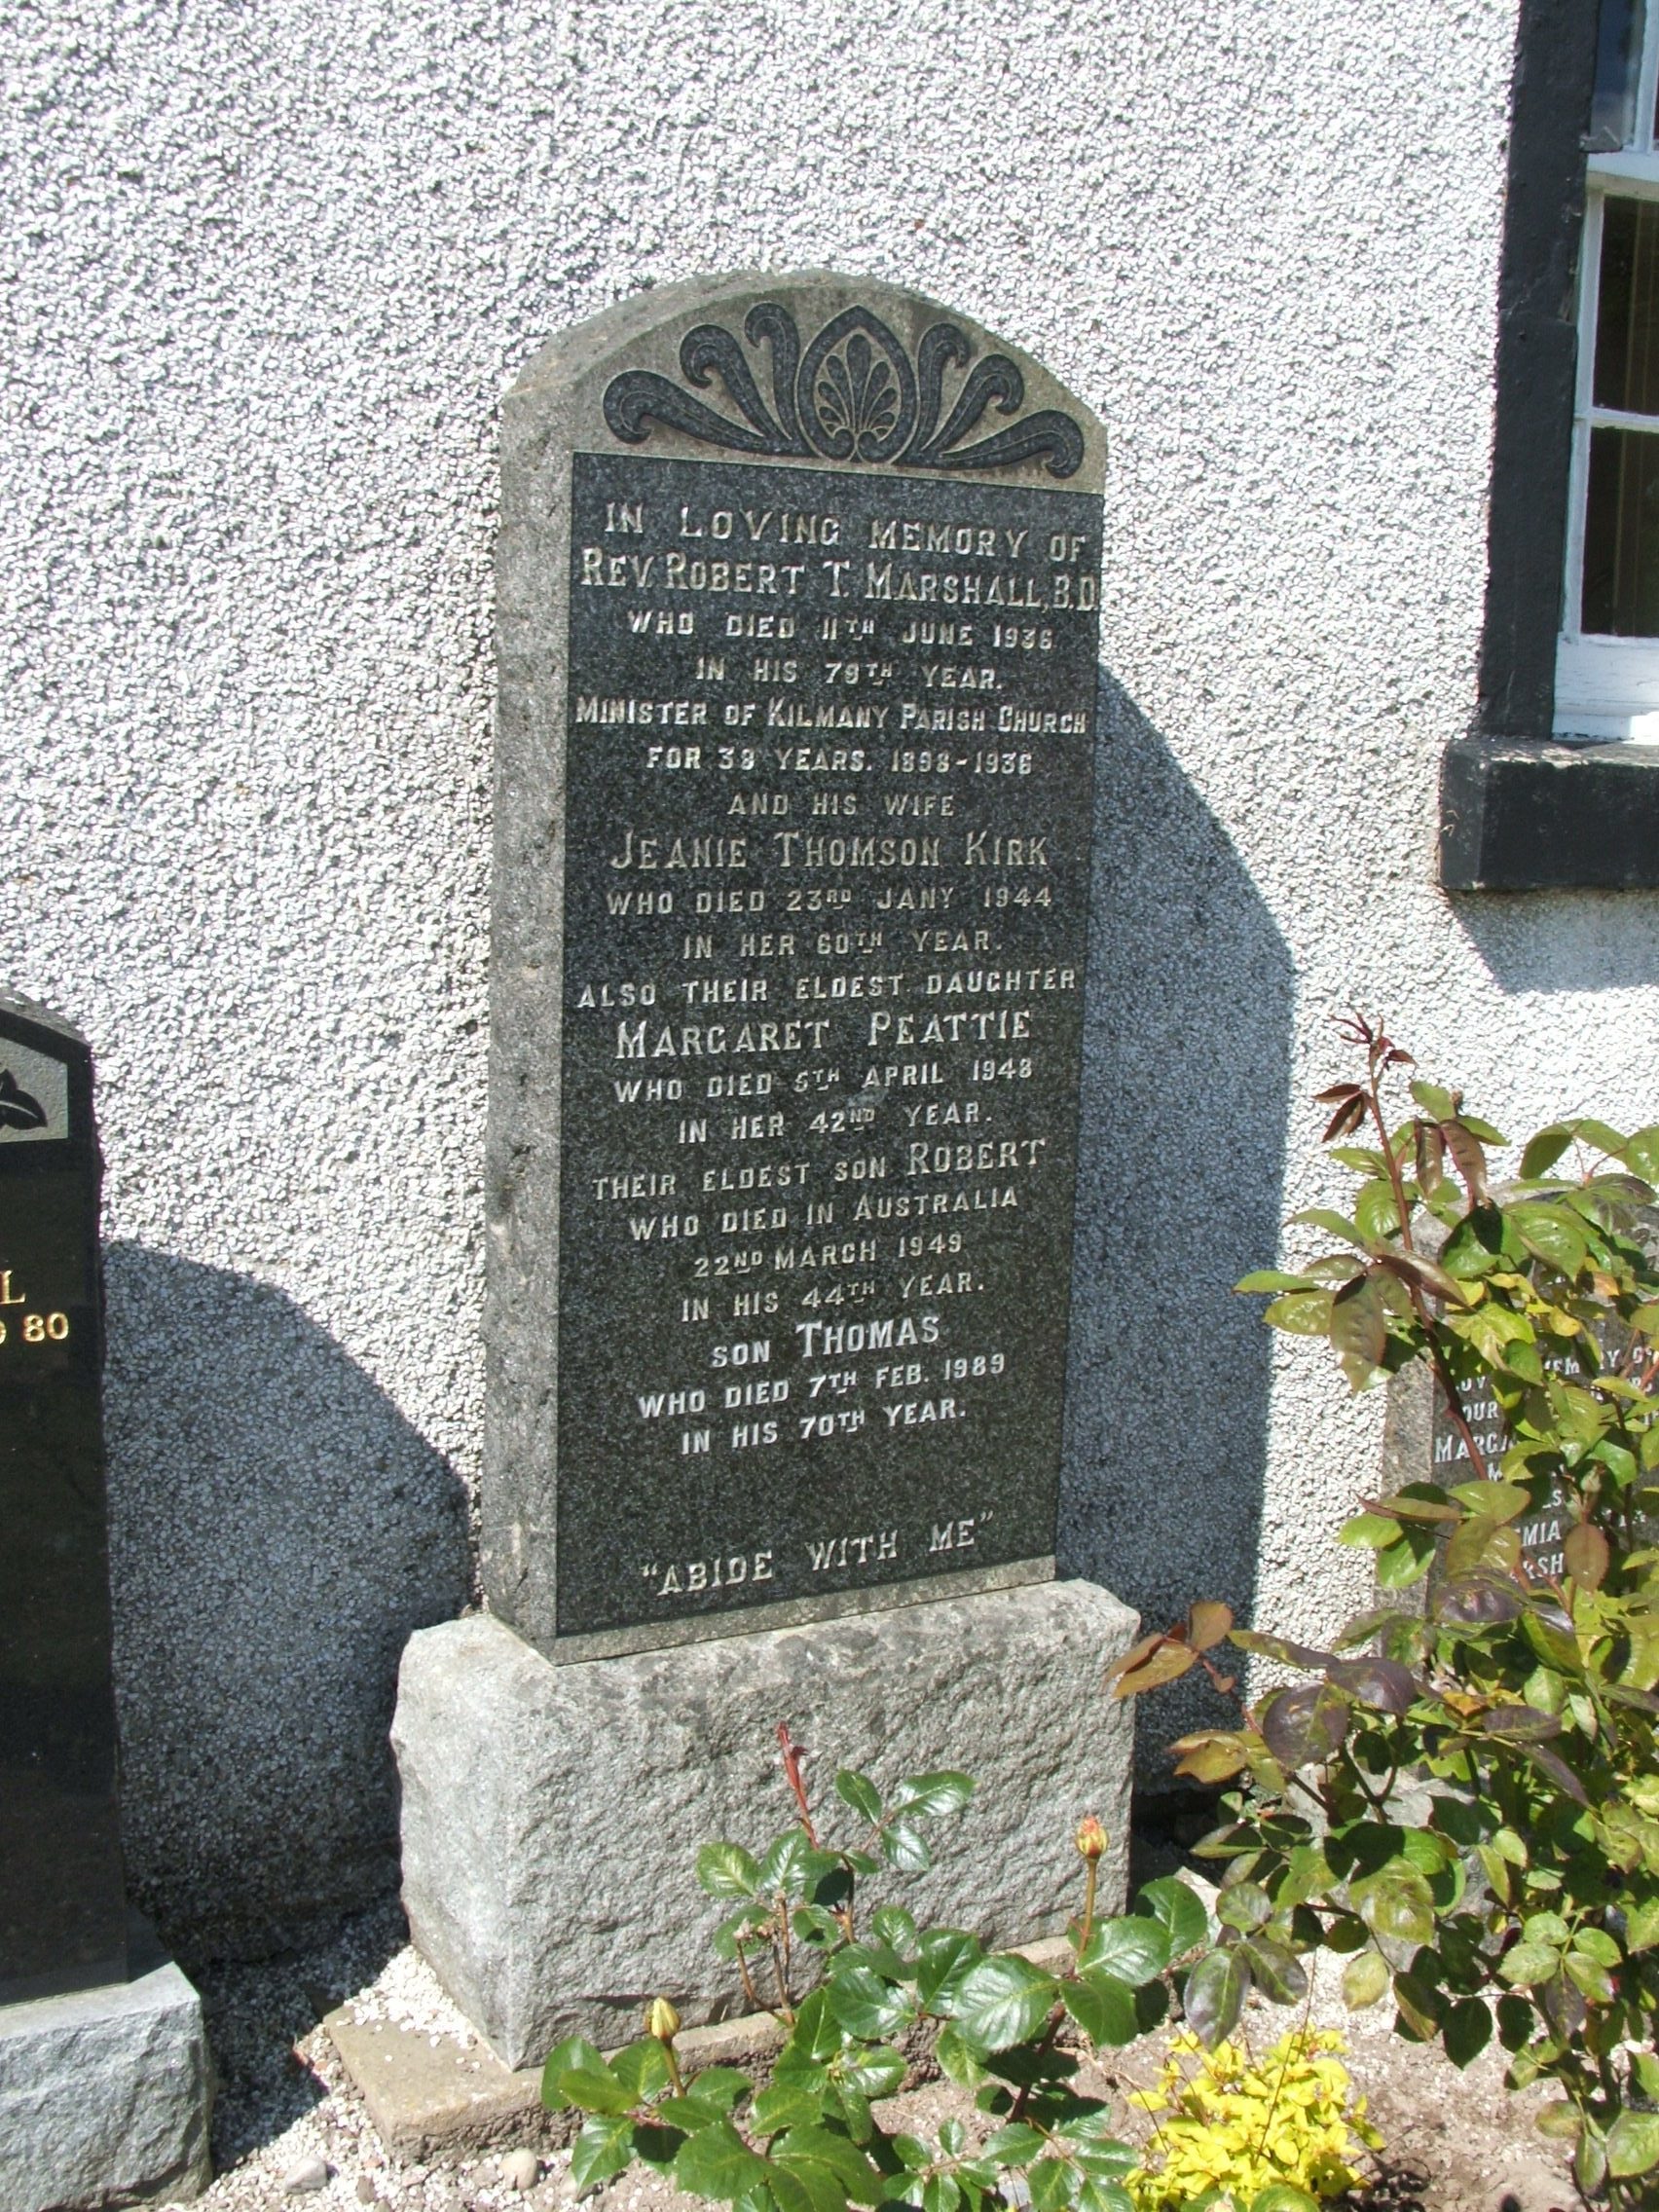 IN LOVING MEMORY OF
REV. ROBERT T. MARSHALL, B.D.
WHO DIED 11TH JUNE 1936
IN HIS 79TH YEAR.
MINISTER OF KILMANY PARISH CHURCH
FOR 38 YEARS. 1898-1936
AND HIS WIFE
JEANIE THOMSON KIRK
WHO DIED 23RD JANY 1944
IN HER 60TH YEAR.
ALSO THEIR ELDEST DAUGHTER
MARGARET PEATTIE
WHO DIED 5TH APRIL 1948
IN HER 42ND YEAR.
THEIR ELDEST SON ROBERT
WHO DIED IN AUSTRALIA
22ND MARCH 1949
IN HIS 44TH YEAR.
SON THOMAS
WHO DIED 7TH FEB. 1989
IN HIS 70TH YEAR.
"ABIDE WITH ME"
L
80